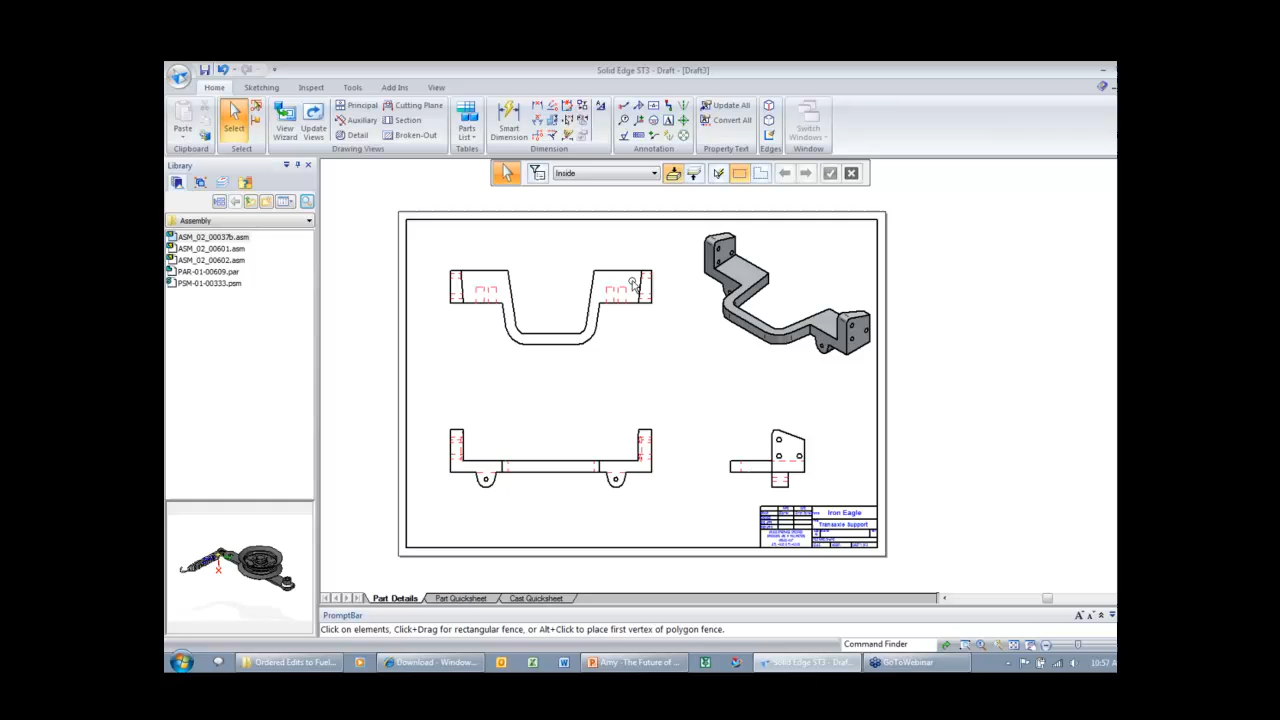 Solid Edge ST3 - Draft - [Draft3]
Home Sketching Inspect Tools Add Ins View
Paste
Clipboard
Select
Select
View Wizard
Update Views
Principal
Auxiliary
Detail
Cutting Plane
Section
Broken-Out
Drawing Views
Parts List
Tables
Smart Dimension
Dimension
Annotation
Update All
Convert All
Property Text
Edges
Switch Windows
Window
Library
Inside
Assembly
ASM_02_00037b.asm
ASM_02_00601.asm
ASM_02_00602.asm
PAR-01-00609.par
PSM-01-00333.psm
Iron Eagle
Transaxle Support
Part Details Part Quicksheet Cast Quicksheet
PromptBar
Click on elements, Click+Drag for rectangular fence, or Alt+Click to place first vertex of polygon fence.
Command Finder
Ordered Edits to Fuel... Download - Window... Amy - The Future of ... Solid Edge ST3 - Draf... GoToWebinar 10:57